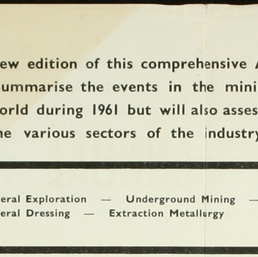 ew edition of this comprehensive A
summarise the events in the mini
orld during 1961 but will also asses
he various sectors of the industry
eral Exploration — Underground Mining —
eral Dressing — Extraction Metallurgy